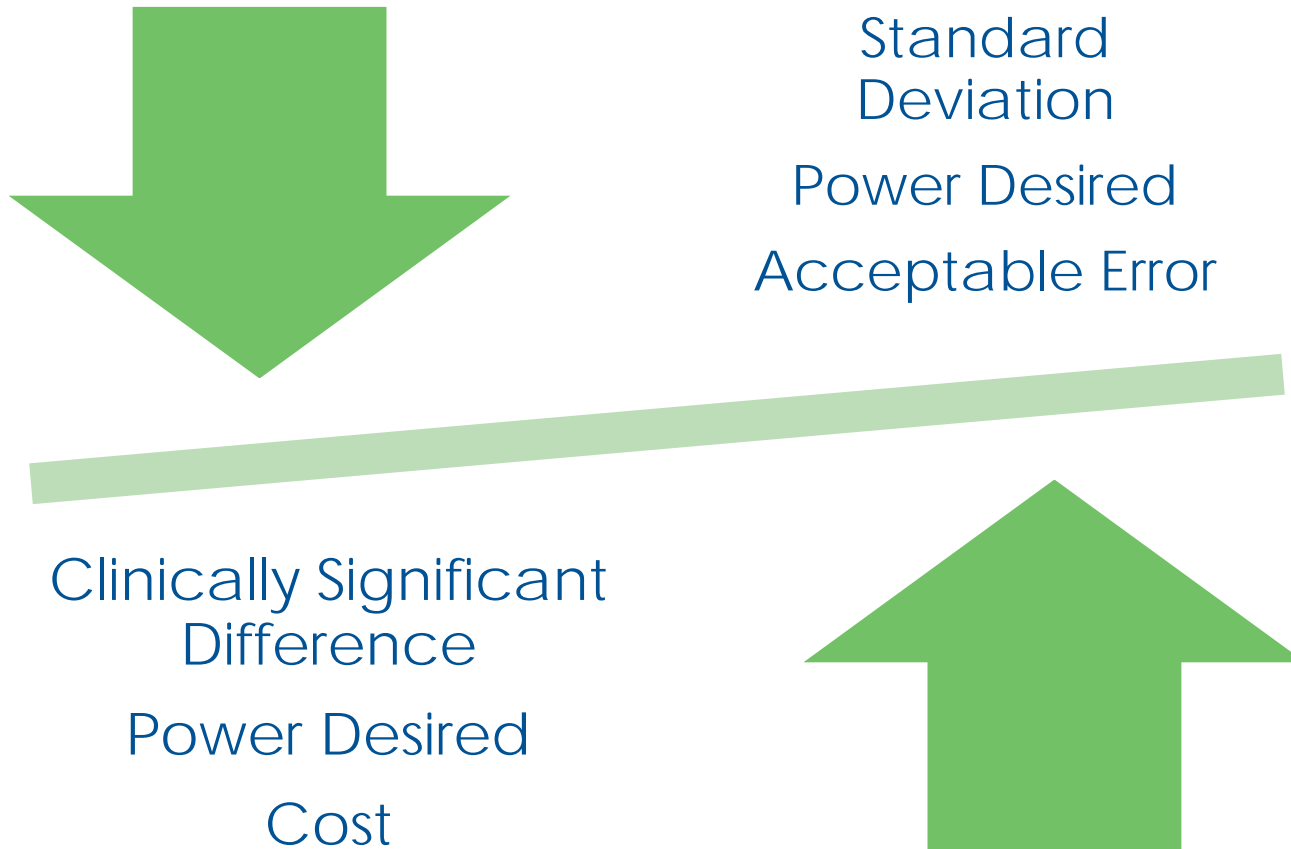 Standard
Deviation
Power Desired
Acceptable Error
Clinically Significant
Difference
Power Desired
Cost